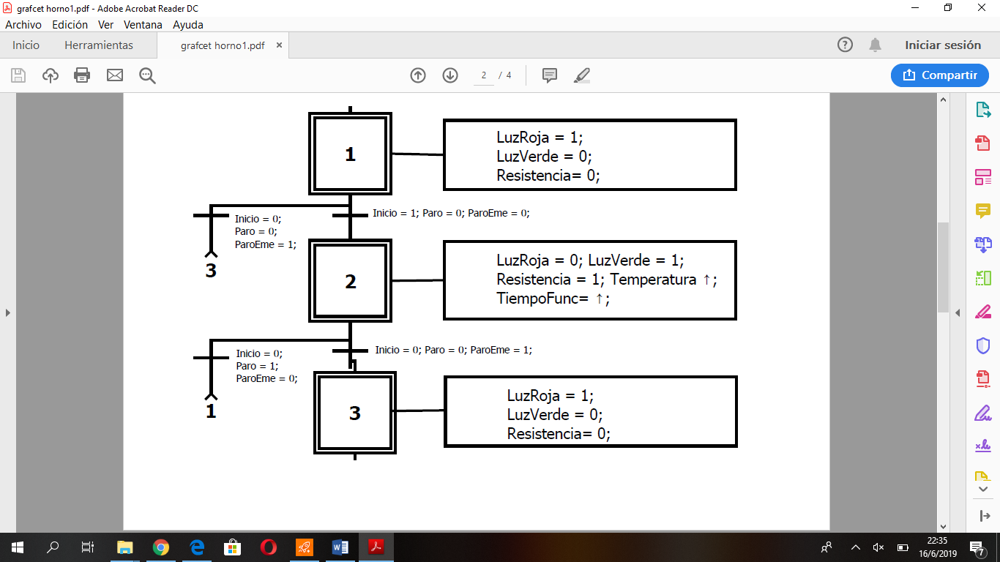 grafcet horno1.pdf - Adobe Acrobat Reader DC
Archivo Edición Ver Ventana Ayuda
Inicio Herramientas grafcet horno1.pdf × Iniciar sesión
2 / 4 Compartir
1
LuzRoja = 1;
LuzVerde = 0;
Resistencia= 0;
Inicio = 0;
Paro = 0;
ParoEme = 1;
3
Inicio = 1; Paro = 0; ParoEme = 0;
2
LuzRoja = 0; LuzVerde = 1;
Resistencia = 1; Temperatura ↑;
TiempoFunc= ↑;
Inicio = 0;
Paro = 1;
ParoEme = 0;
1
Inicio = 0; Paro = 0; ParoEme = 1;
3
LuzRoja = 1;
LuzVerde = 0;
Resistencia= 0;
22:35
16/6/2019
7